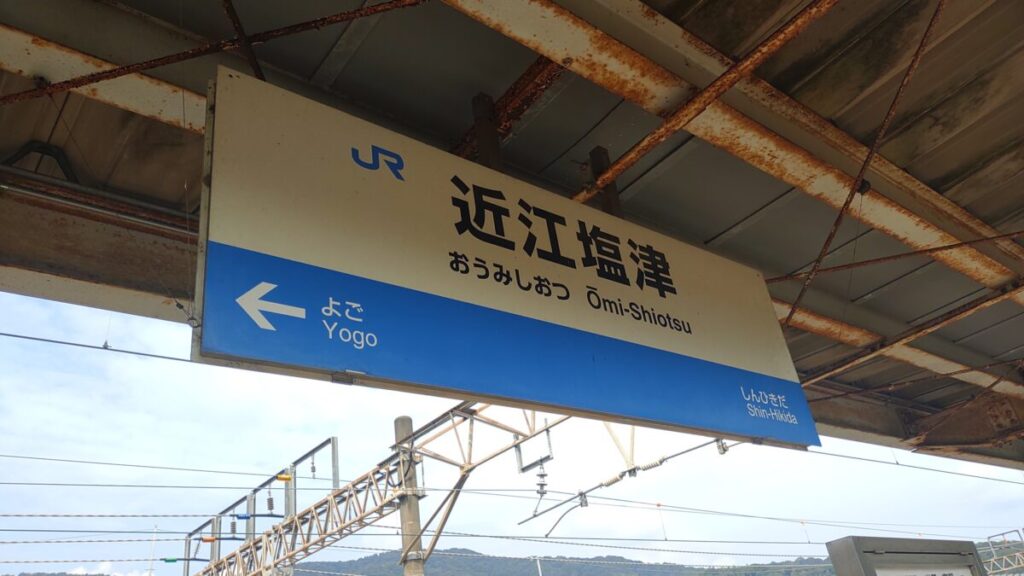 JR
近江塩津
おうみしおつ Ōmi-Shiotsu
よご
Yogo
しんひきだ
Shin-Hikida